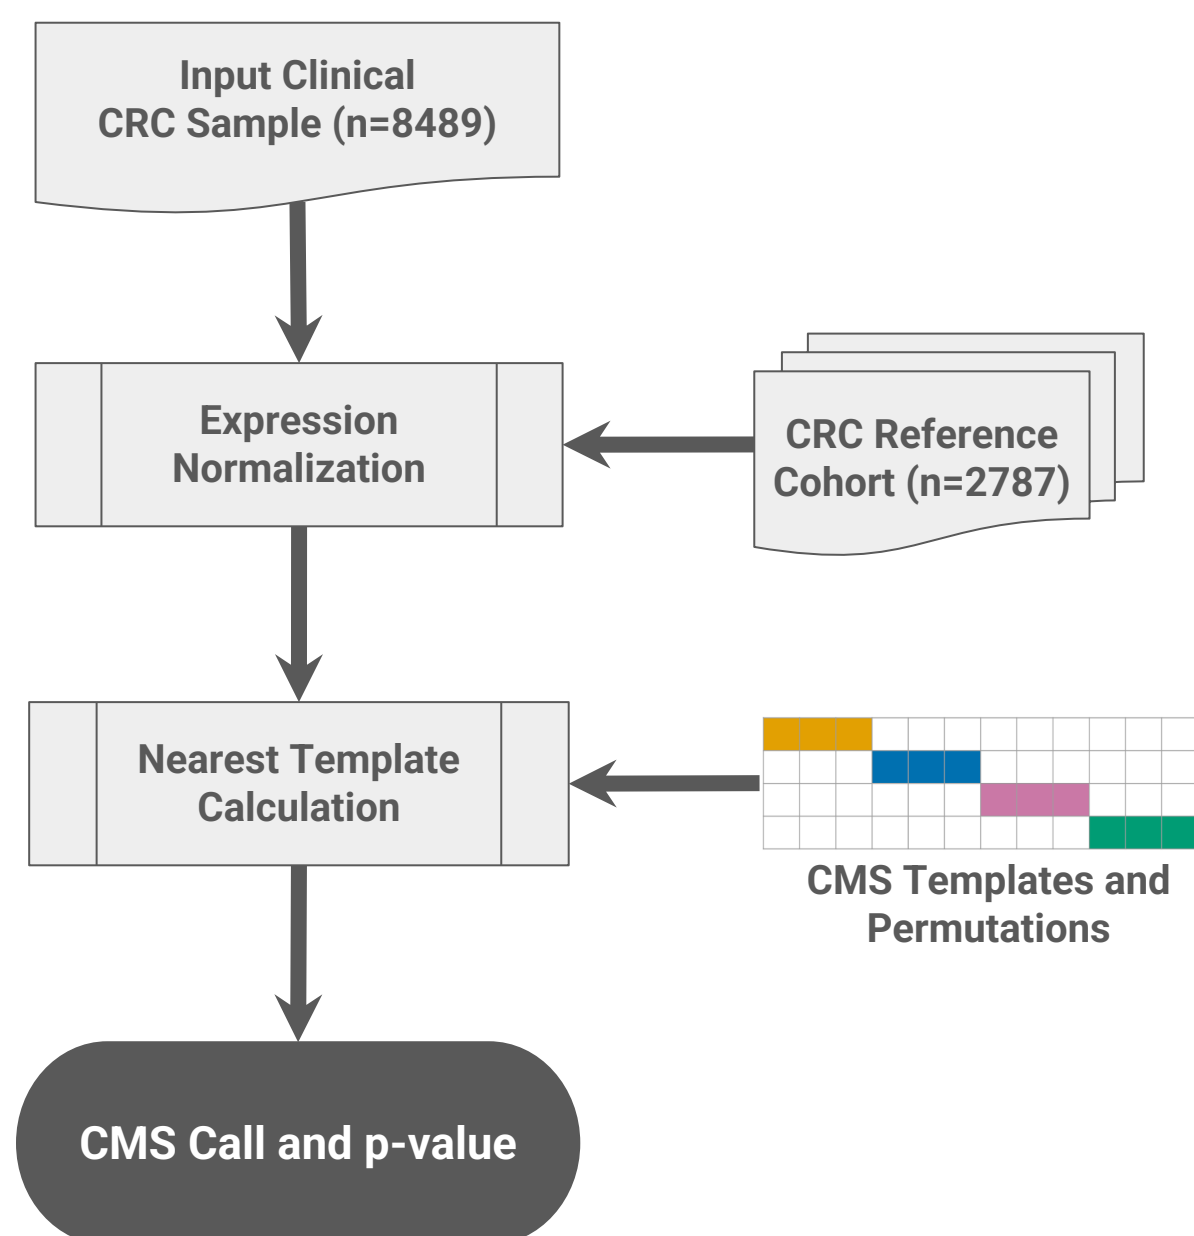 Input Clinical
CRC Sample (n=8489)
Expression
Normalization
CRC Reference
Cohort (n=2787)
Nearest Template
Calculation
CMS Templates and
Permutations
CMS Call and p-value